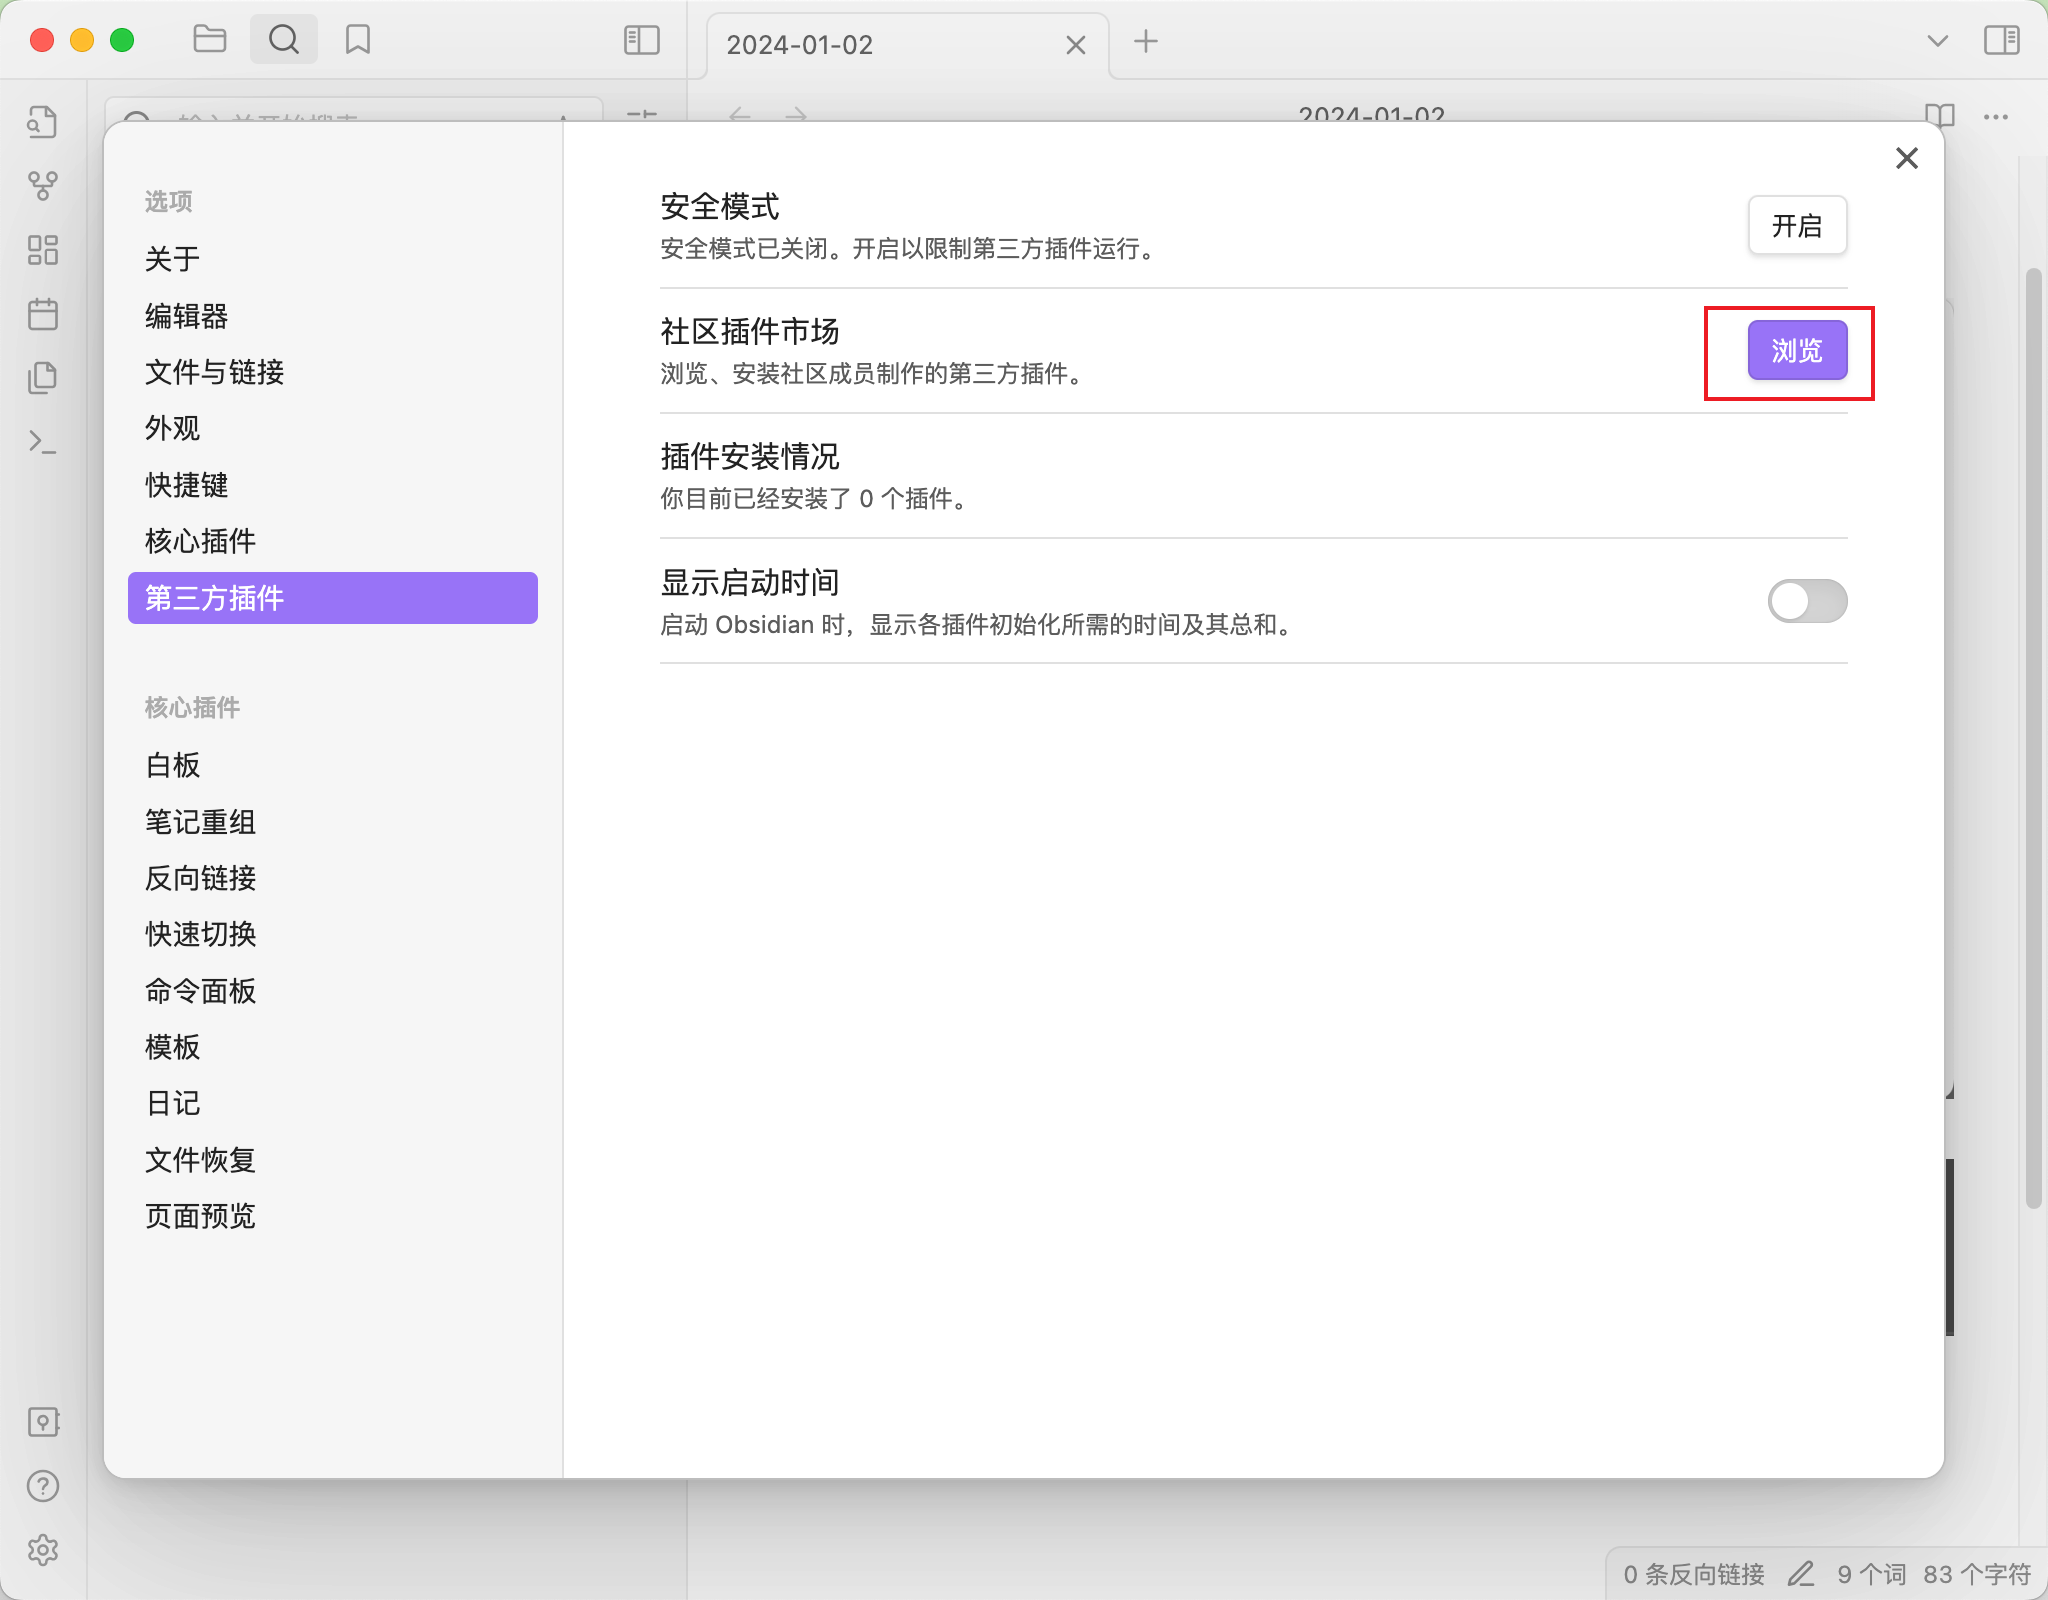 2024-01-02
2024-01-02
选项
关于
编辑器
文件与链接
外观
快捷键
核心插件
第三方插件
核心插件
白板
笔记重组
反向链接
快速切换
命令面板
模板
日记
文件恢复
页面预览
安全模式
安全模式已关闭。开启以限制第三方插件运行。
开启
社区插件市场
浏览、安装社区成员制作的第三方插件。
浏览
插件安装情况
你目前已经安装了 0 个插件。
显示启动时间
启动 Obsidian 时，显示各插件初始化所需的时间及其总和。
0 条反向链接 9 个词 83 个字符